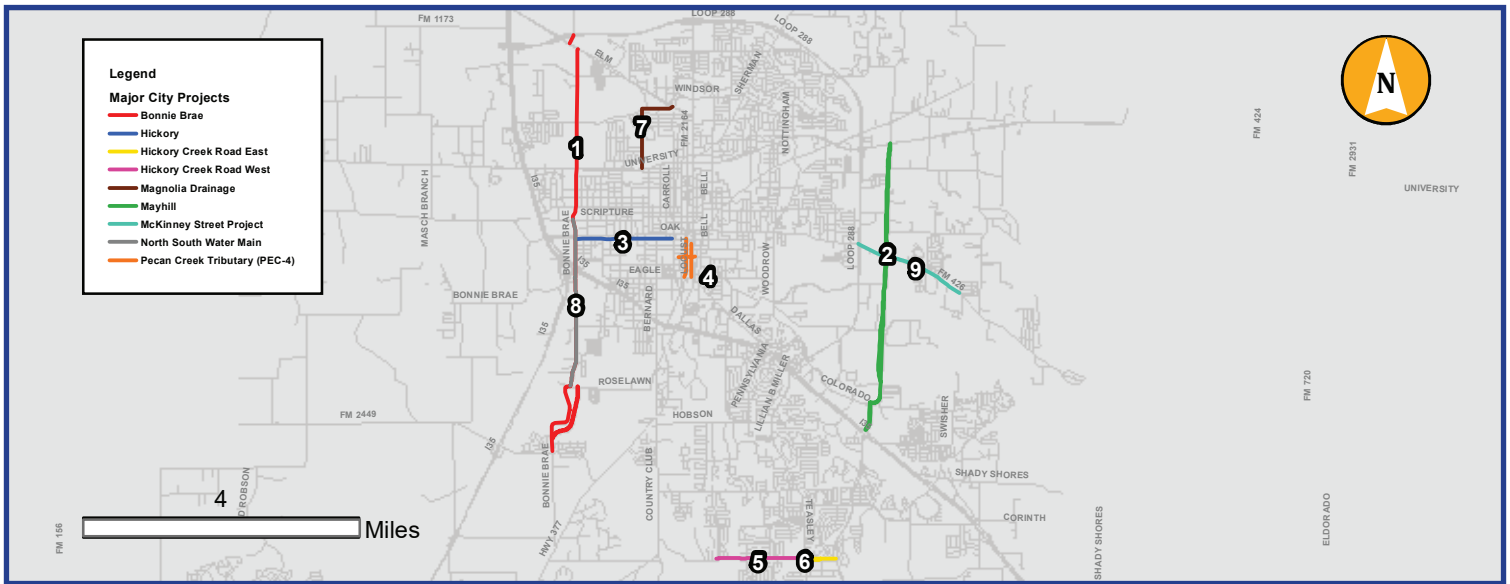 FM 1173
LOOP 288
LOOP 288
ELM
SHERMAN
WINDSOR
N
Legend
Major City Projects
Bonnie Brae
Hickory
Hickory Creek Road East
Hickory Creek Road West
Magnolia Drainage
Mayhill
McKinney Street Project
North South Water Main
Pecan Creek Tributary (PEC-4)
7
FM 2164
NOTTINGHAM
FM 424
FM 2931
1
UNIVERSITY
I35
CARROLL
BELL
UNIVERSITY
MASCH BRANCH
SCRIPTURE
BONNIE BRAE
OAK
BELL
3
LOCUST
WOODROW
LOOP 288
2
9
I35
EAGLE
4
FM 426
I35
BONNIE BRAE
8
BERNARD
DALLAS
I35
PENNSYLVANIA
LILLIAN B MILLER
ROSELAWN
COLORADO
FM 720
FM 2449
HOBSON
SWISHER
I35
I35
BONNIE BRAE
COUNTRY CLUB
SHADY SHORES
D ROBSON
4
Miles
TEASLEY
CORINTH
SHADY SHORES
ELDORADO
FM 156
HWY 377
5
6